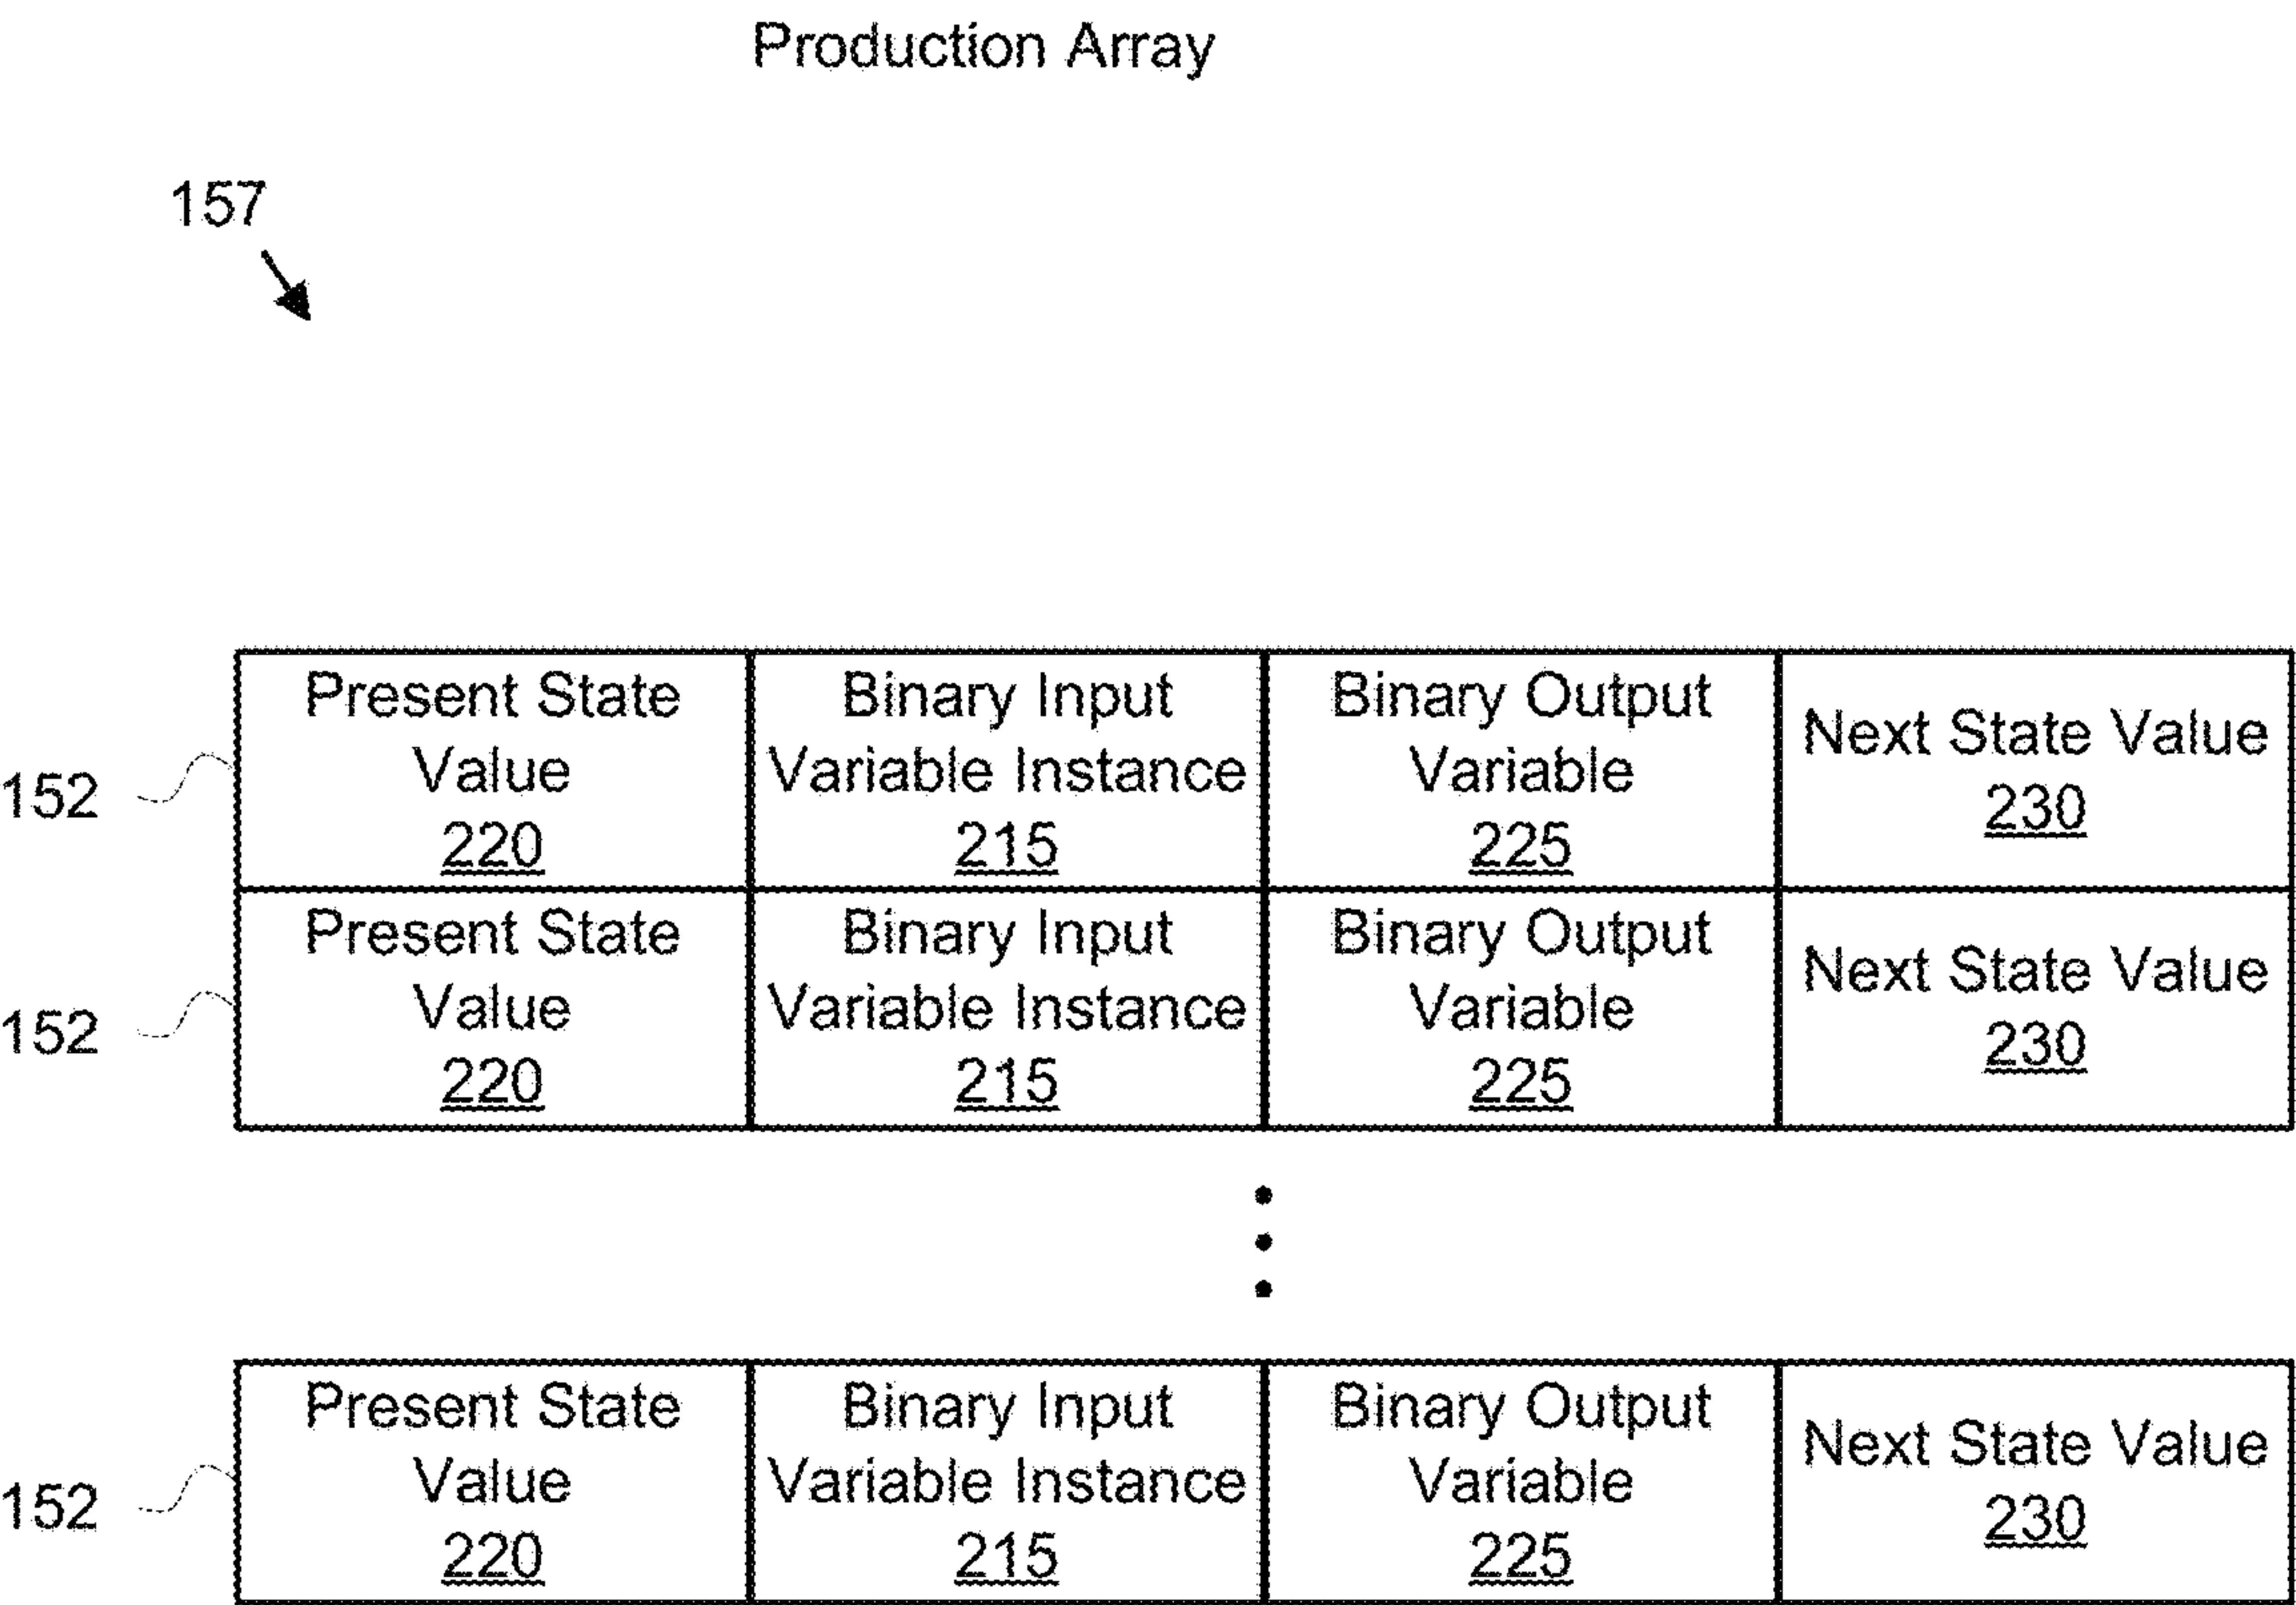 Production Array
157
Present State Binary Input Binary Output
Next State Value
152 Value Variable Instance Variable
230
220 215 225
Present State Binary Input Binary Output
Next State Value
152 Value Variable Instance Variable
230
220 215 225
Present State Binary Input Binary Output
Next State Value
152 Value Variable Instance Variable
230
220 215 225